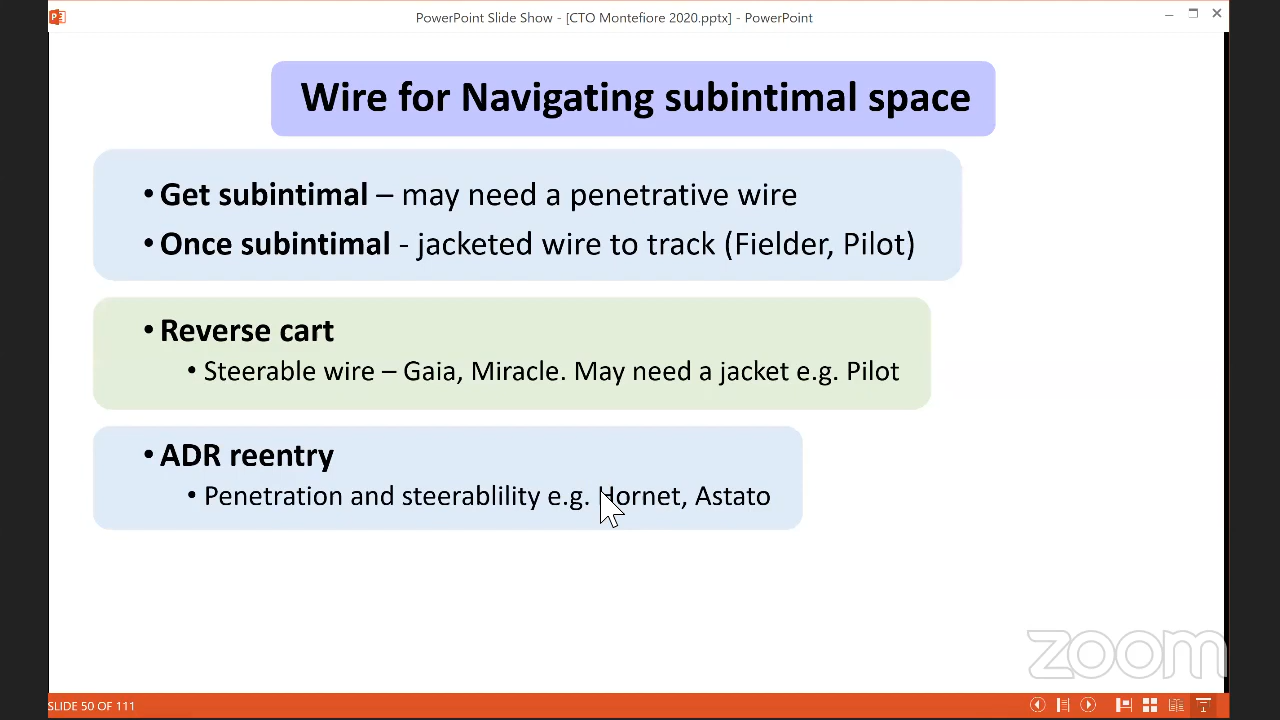 PowerPoint Slide Show - [CTO Montefiore 2020.pptx] - PowerPoint
Wire for Navigating subintimal space
• Get subintimal – may need a penetrative wire
• Once subintimal - jacketed wire to track (Fielder, Pilot)
• Reverse cart
• Steerable wire – Gaia, Miracle. May need a jacket e.g. Pilot
• ADR reentry
• Penetration and steerablility e.g. Hornet, Astato
zoom
SLIDE 50 OF 111